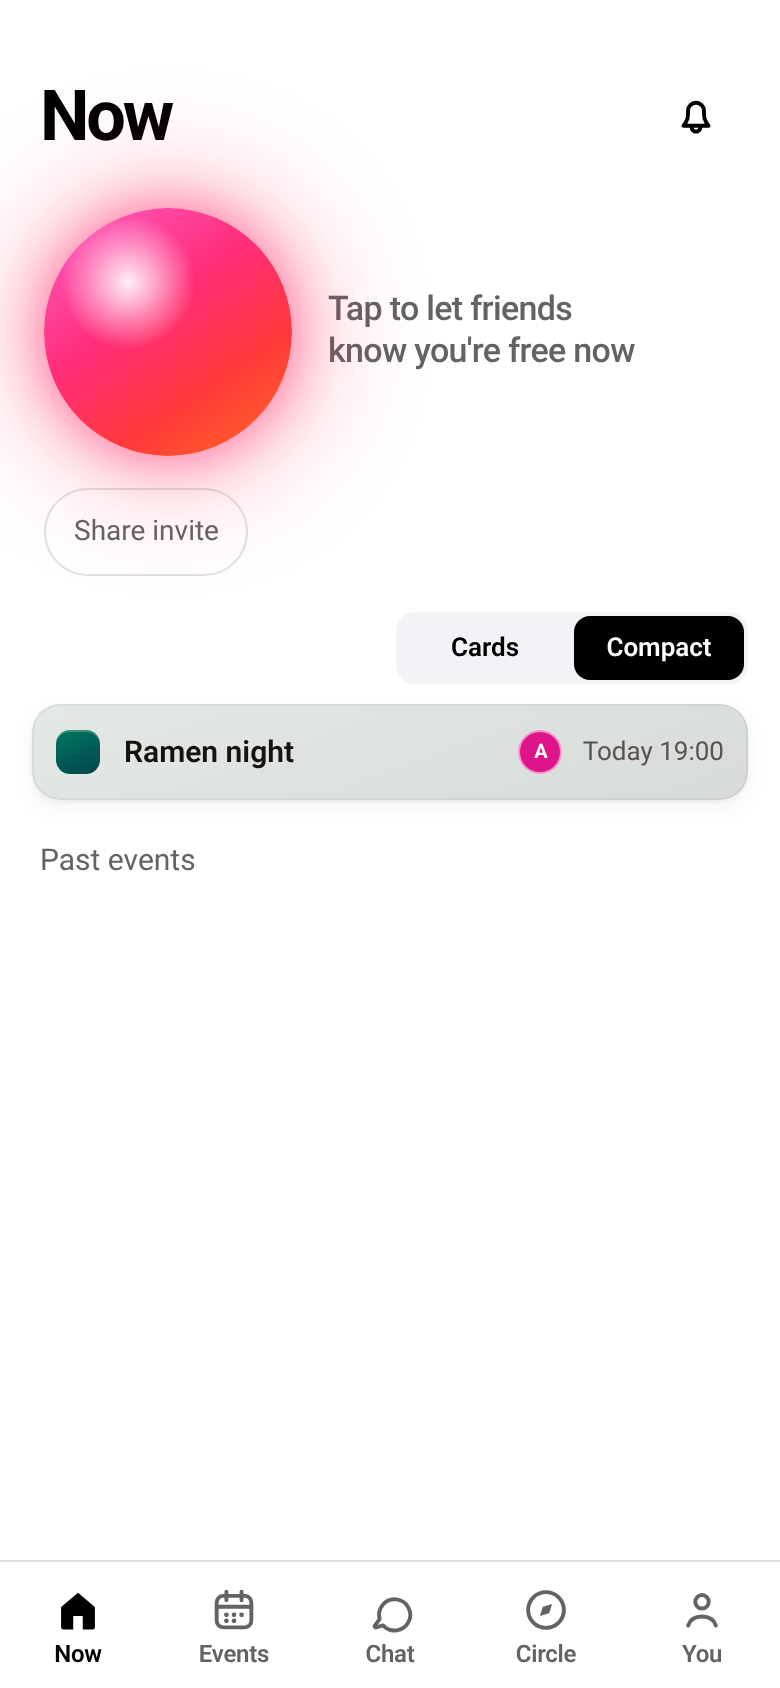 Now
Tap to let friends
know you're free now
Share invite
Cards
Compact
Ramen night
A
Today 19:00
Past events
Now
Events
Chat
Circle
You